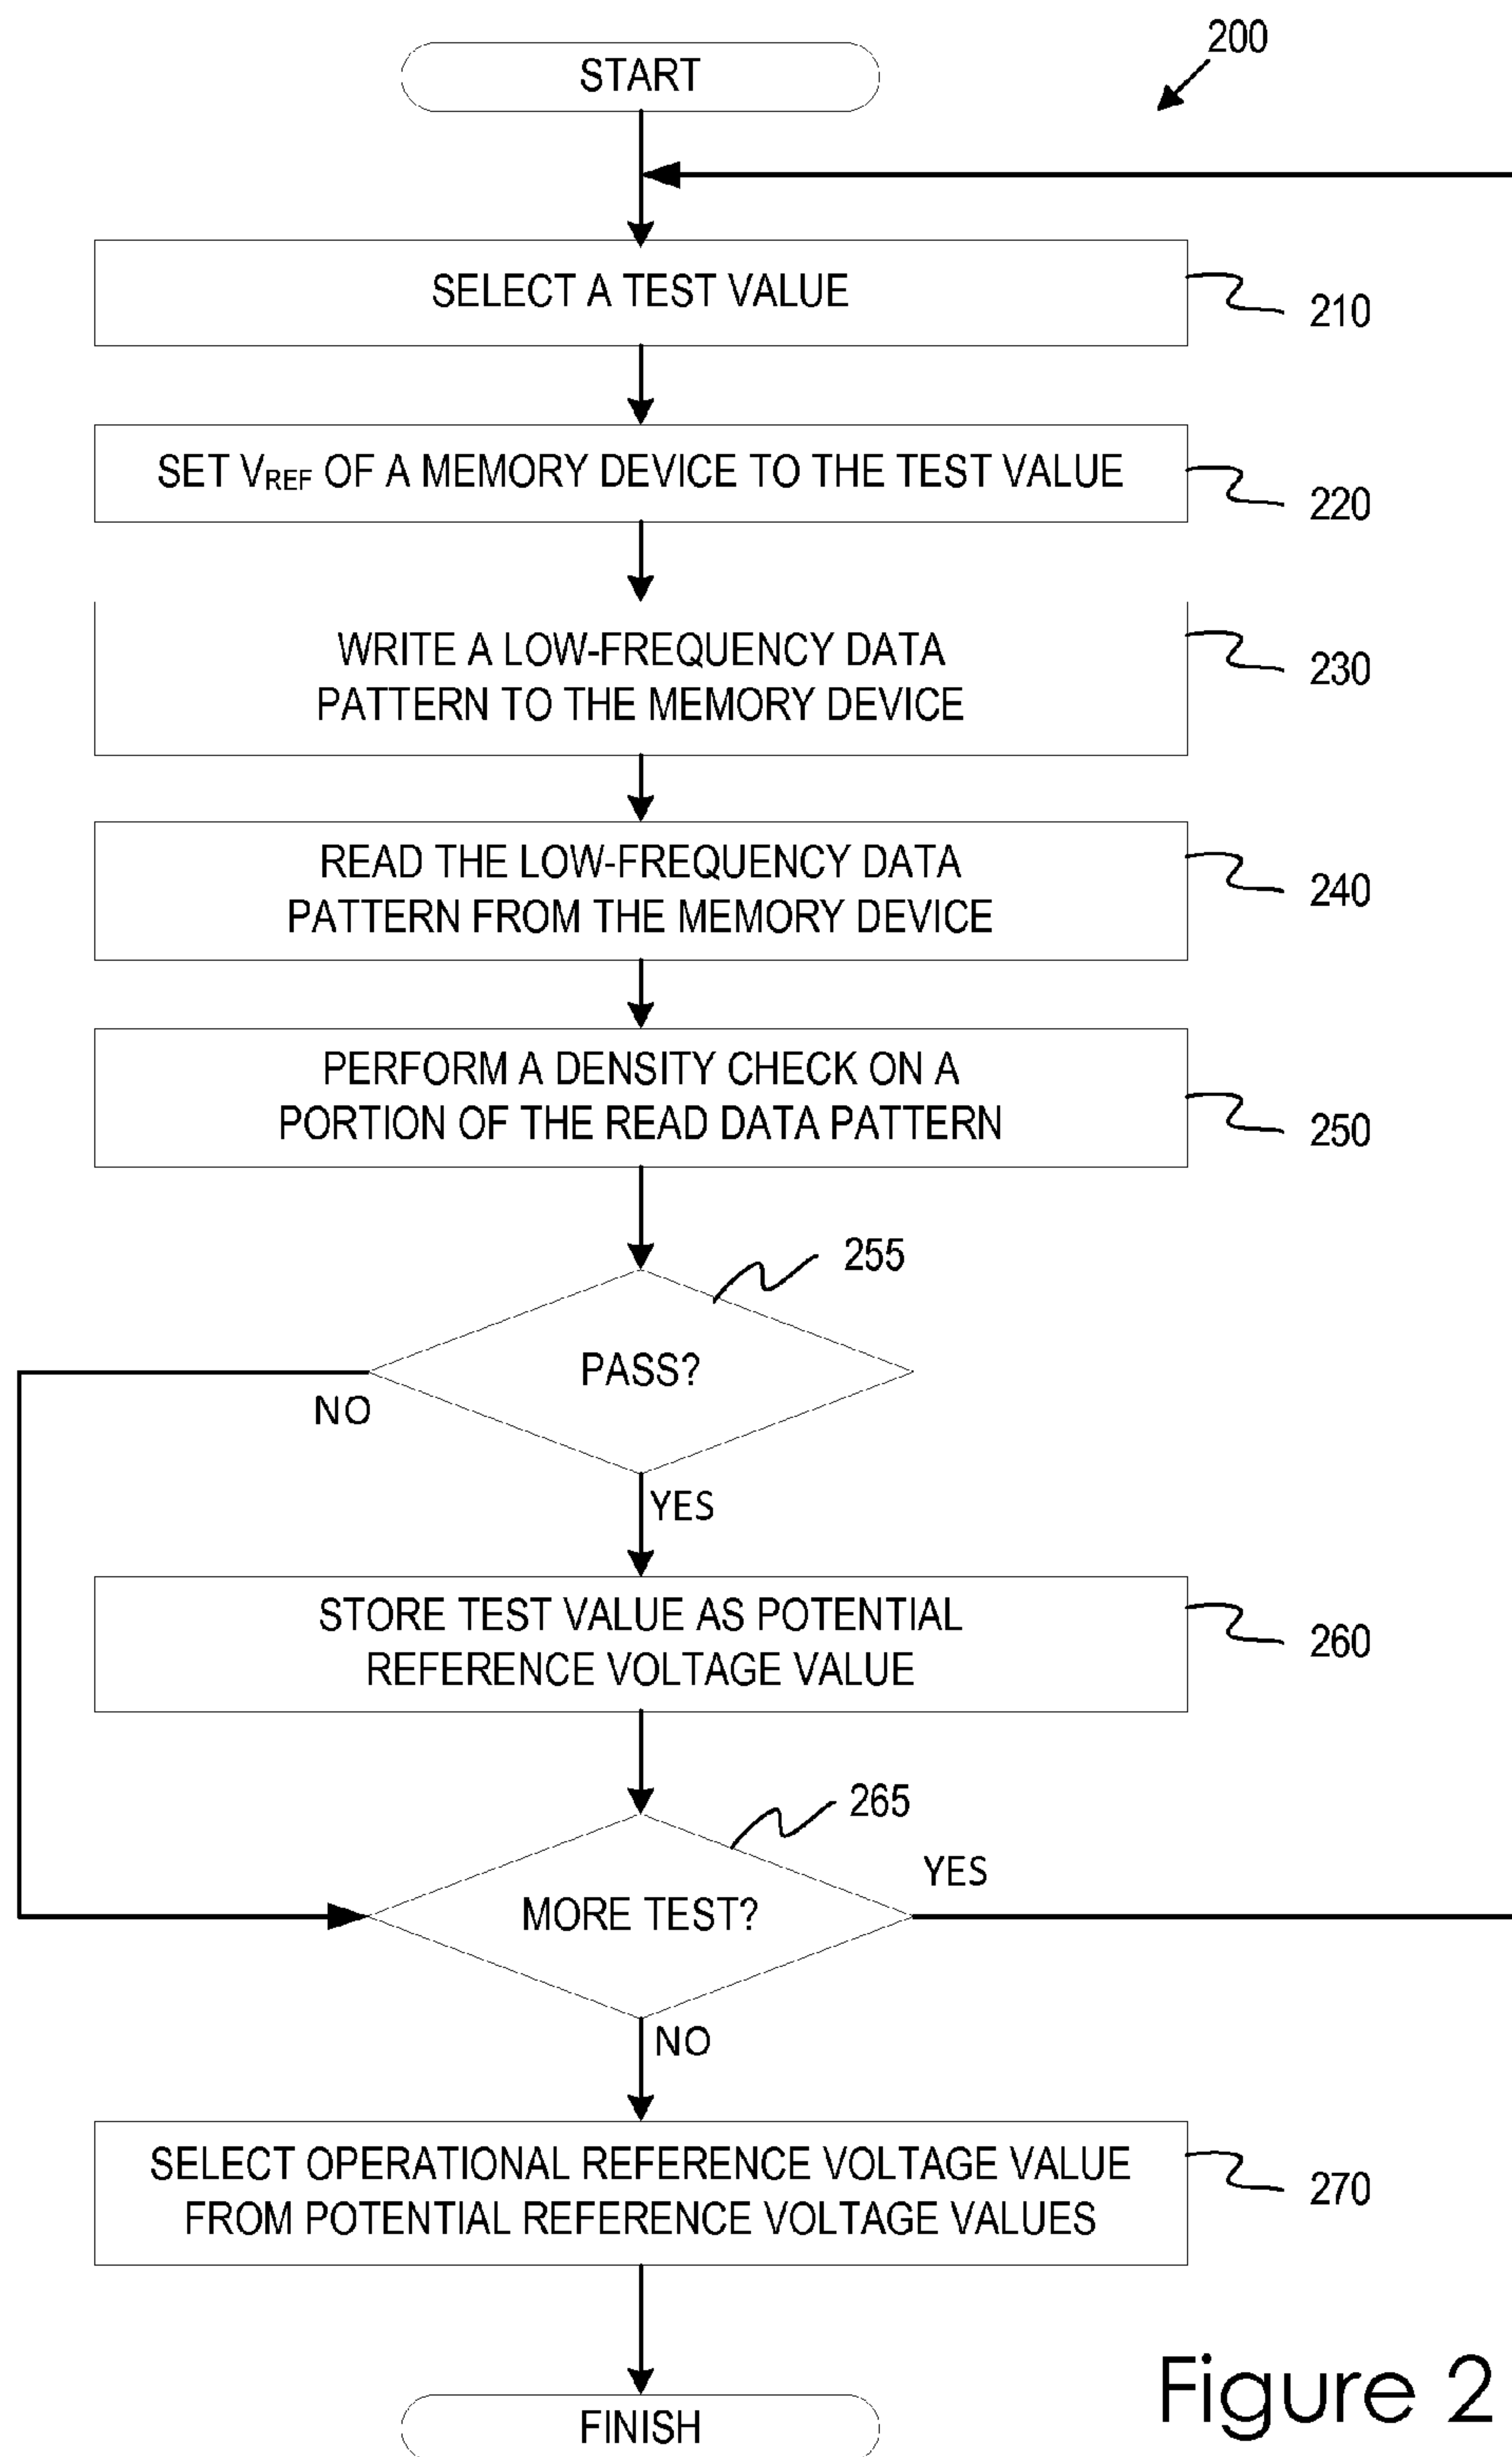 200
START
SELECT A TEST VALUE
210
SET VREF OF A MEMORY DEVICE TO THE TEST VALUE
220
WRITE A LOW-FREQUENCY DATA
PATTERN TO THE MEMORY DEVICE
230
READ THE LOW-FREQUENCY DATA
PATTERN FROM THE MEMORY DEVICE
240
PERFORM A DENSITY CHECK ON A
PORTION OF THE READ DATA PATTERN
250
255
PASS?
NO
YES
STORE TEST VALUE AS POTENTIAL
REFERENCE VOLTAGE VALUE
260
265
YES
MORE TEST?
NO
SELECT OPERATIONAL REFERENCE VOLTAGE VALUE
FROM POTENTIAL REFERENCE VOLTAGE VALUES
270
FINISH
Figure 2